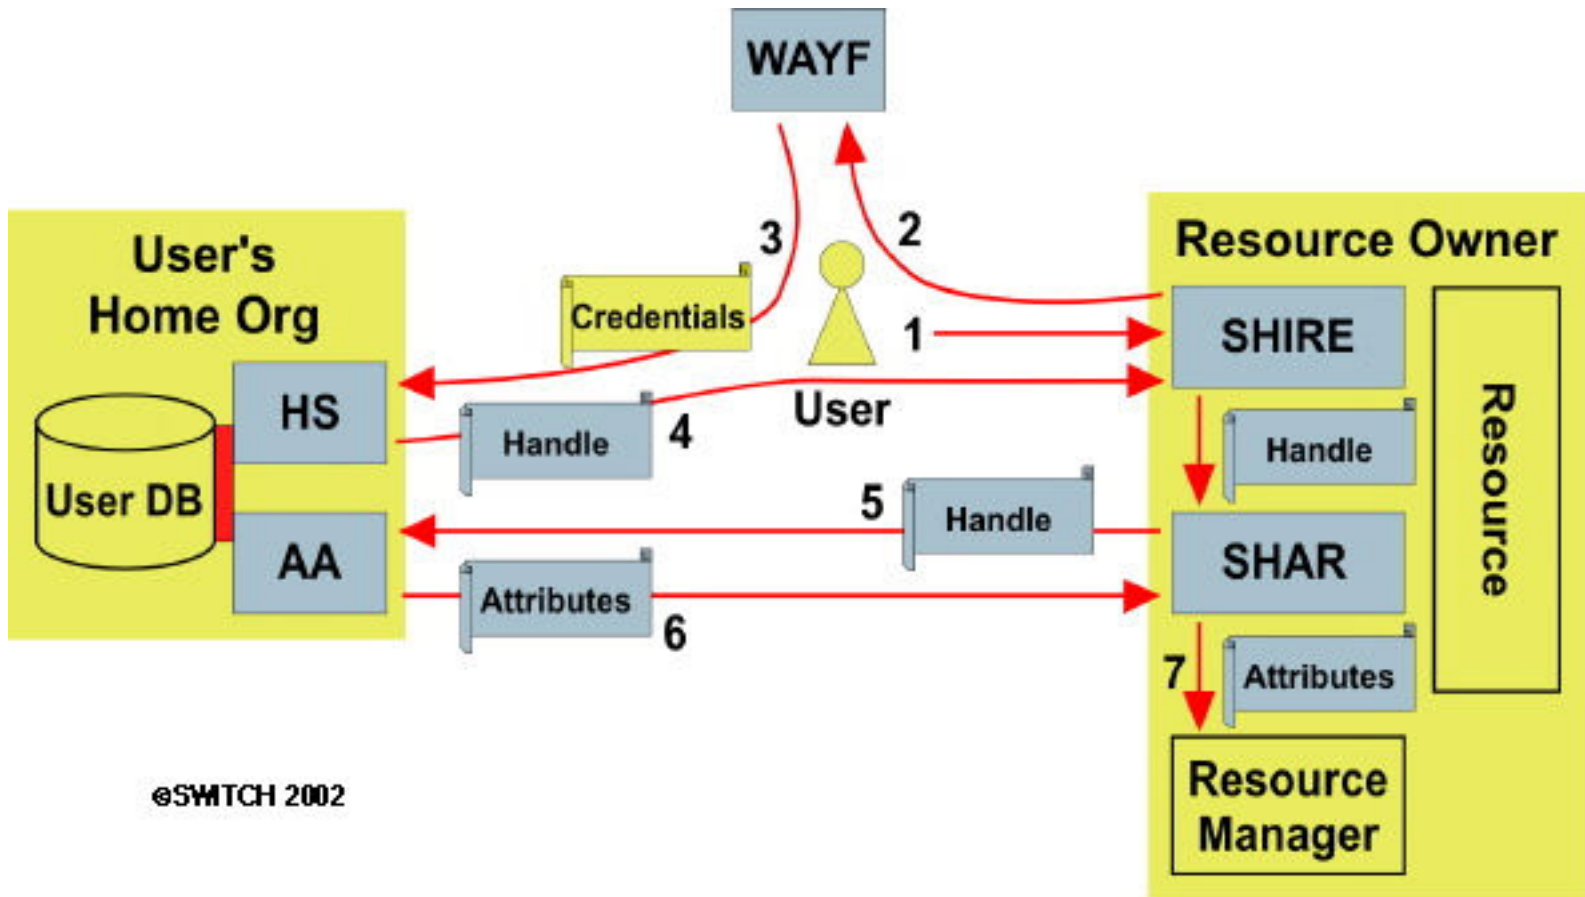 WAYF
3
2
User's
Home Org
Resource Owner
Credentials
1
SHIRE
HS
Handle
4
User
Handle
Resource
User DB
5
Handle
AA
SHAR
Attributes
6
7
Attributes
Resource
Manager
©SWITCH 2002